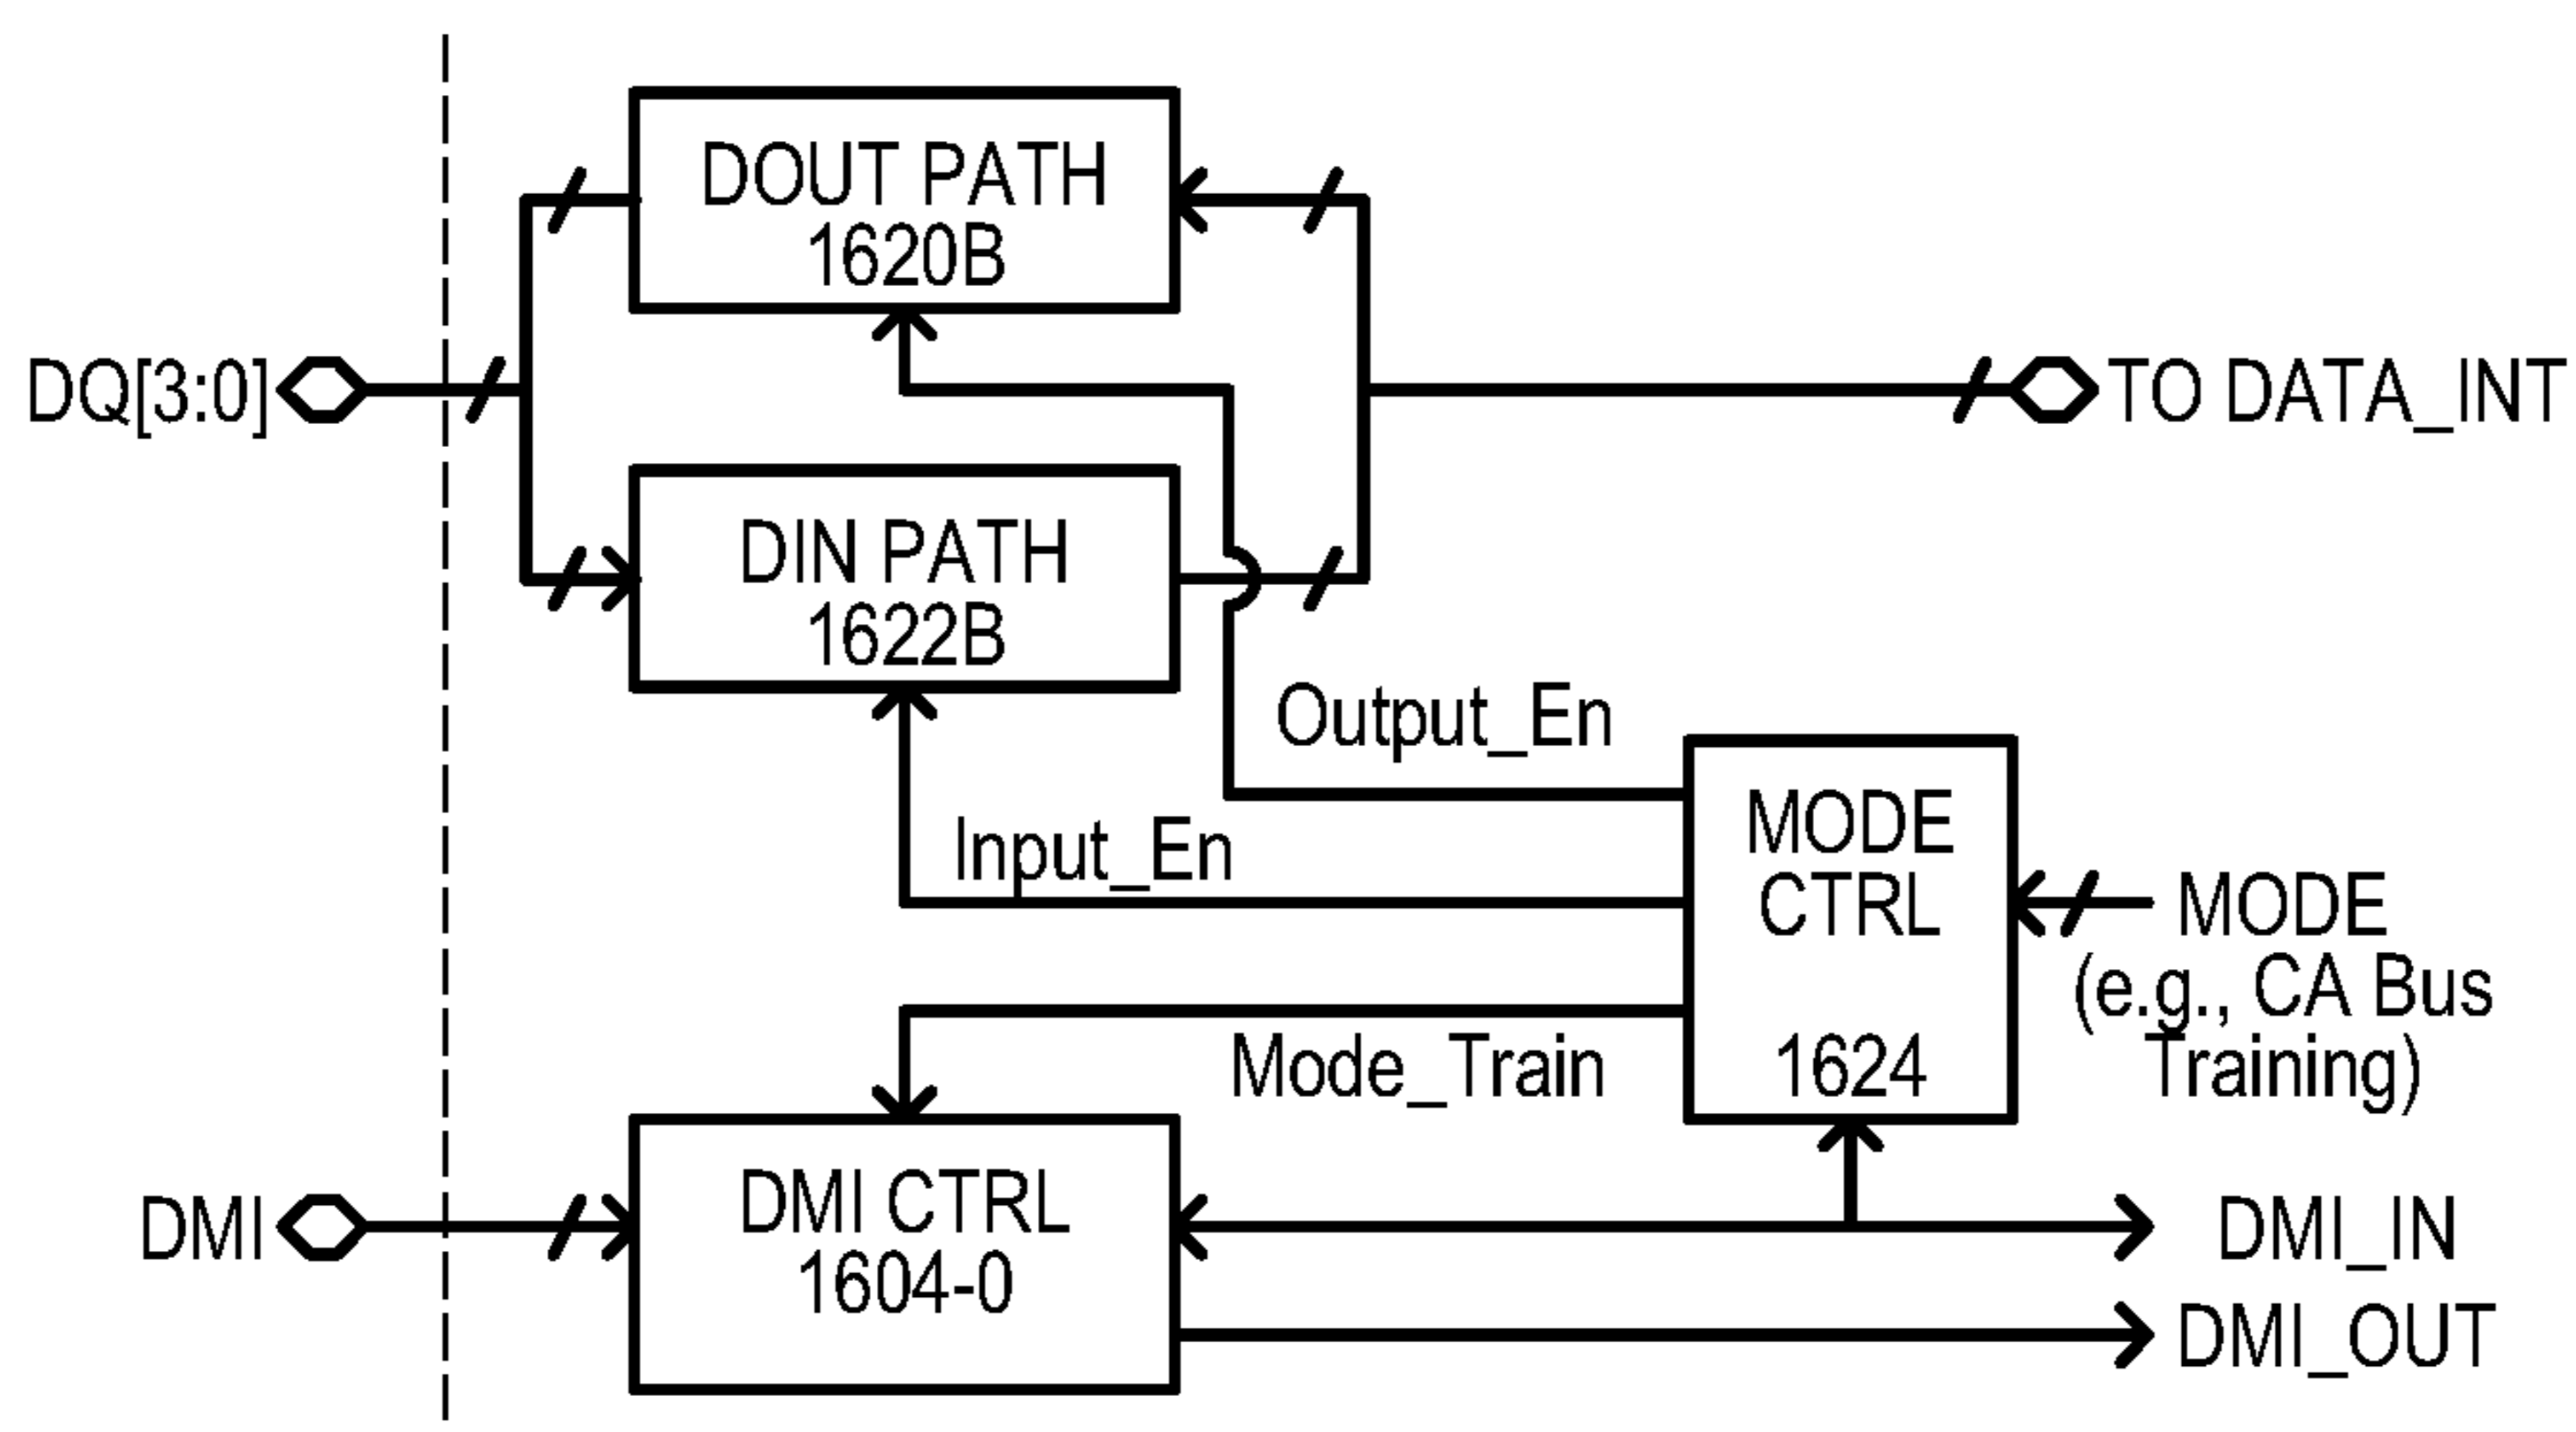 DOUT PATH
1620B
DQ[3:0]
TO DATA_INT
DIN PATH
1622B
Output_En
Input_En
MODE
CTRL
1624
MODE
(e.g., CA Bus
Training)
Mode_Train
DMI
DMI CTRL
1604-0
DMI_IN
DMI_OUT